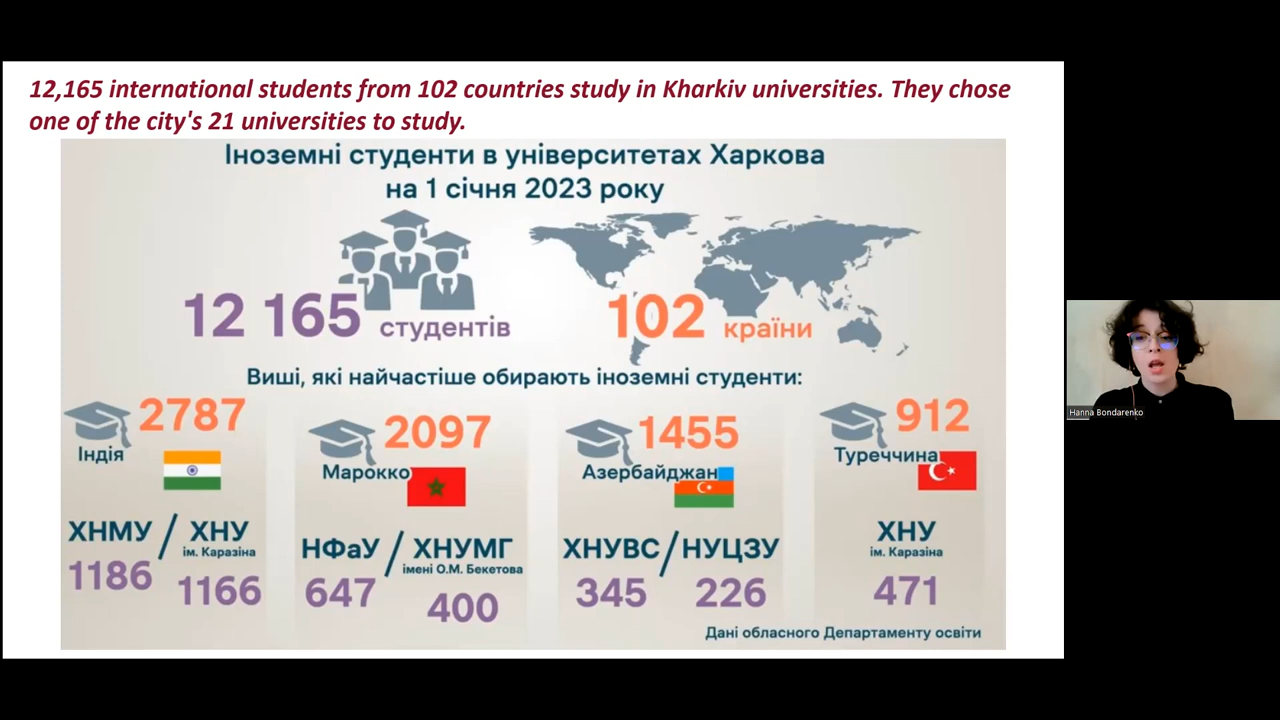 12,165 international students from 102 countries study in Kharkiv universities. They chose
one of the city's 21 universities to study.
Іноземні студенти в університетах Харкова
на 1 січня 2023 року
12 165 студентів
102 країни
Виші, які найчастіше обирають іноземні студенти:
2787
Індія
ХНМУ / ХНУ
ім. Каразіна
1186
1166
2097
Марокко
НФаУ / ХНУМГ
імені О.М. Бекетова
647
400
1455
Азербайджан
ХНУВС / НУЦЗУ
345
226
912
Туреччина
ХНУ
ім. Каразіна
471
Дані обласного Департаменту освіти
Hanna Bondarenko